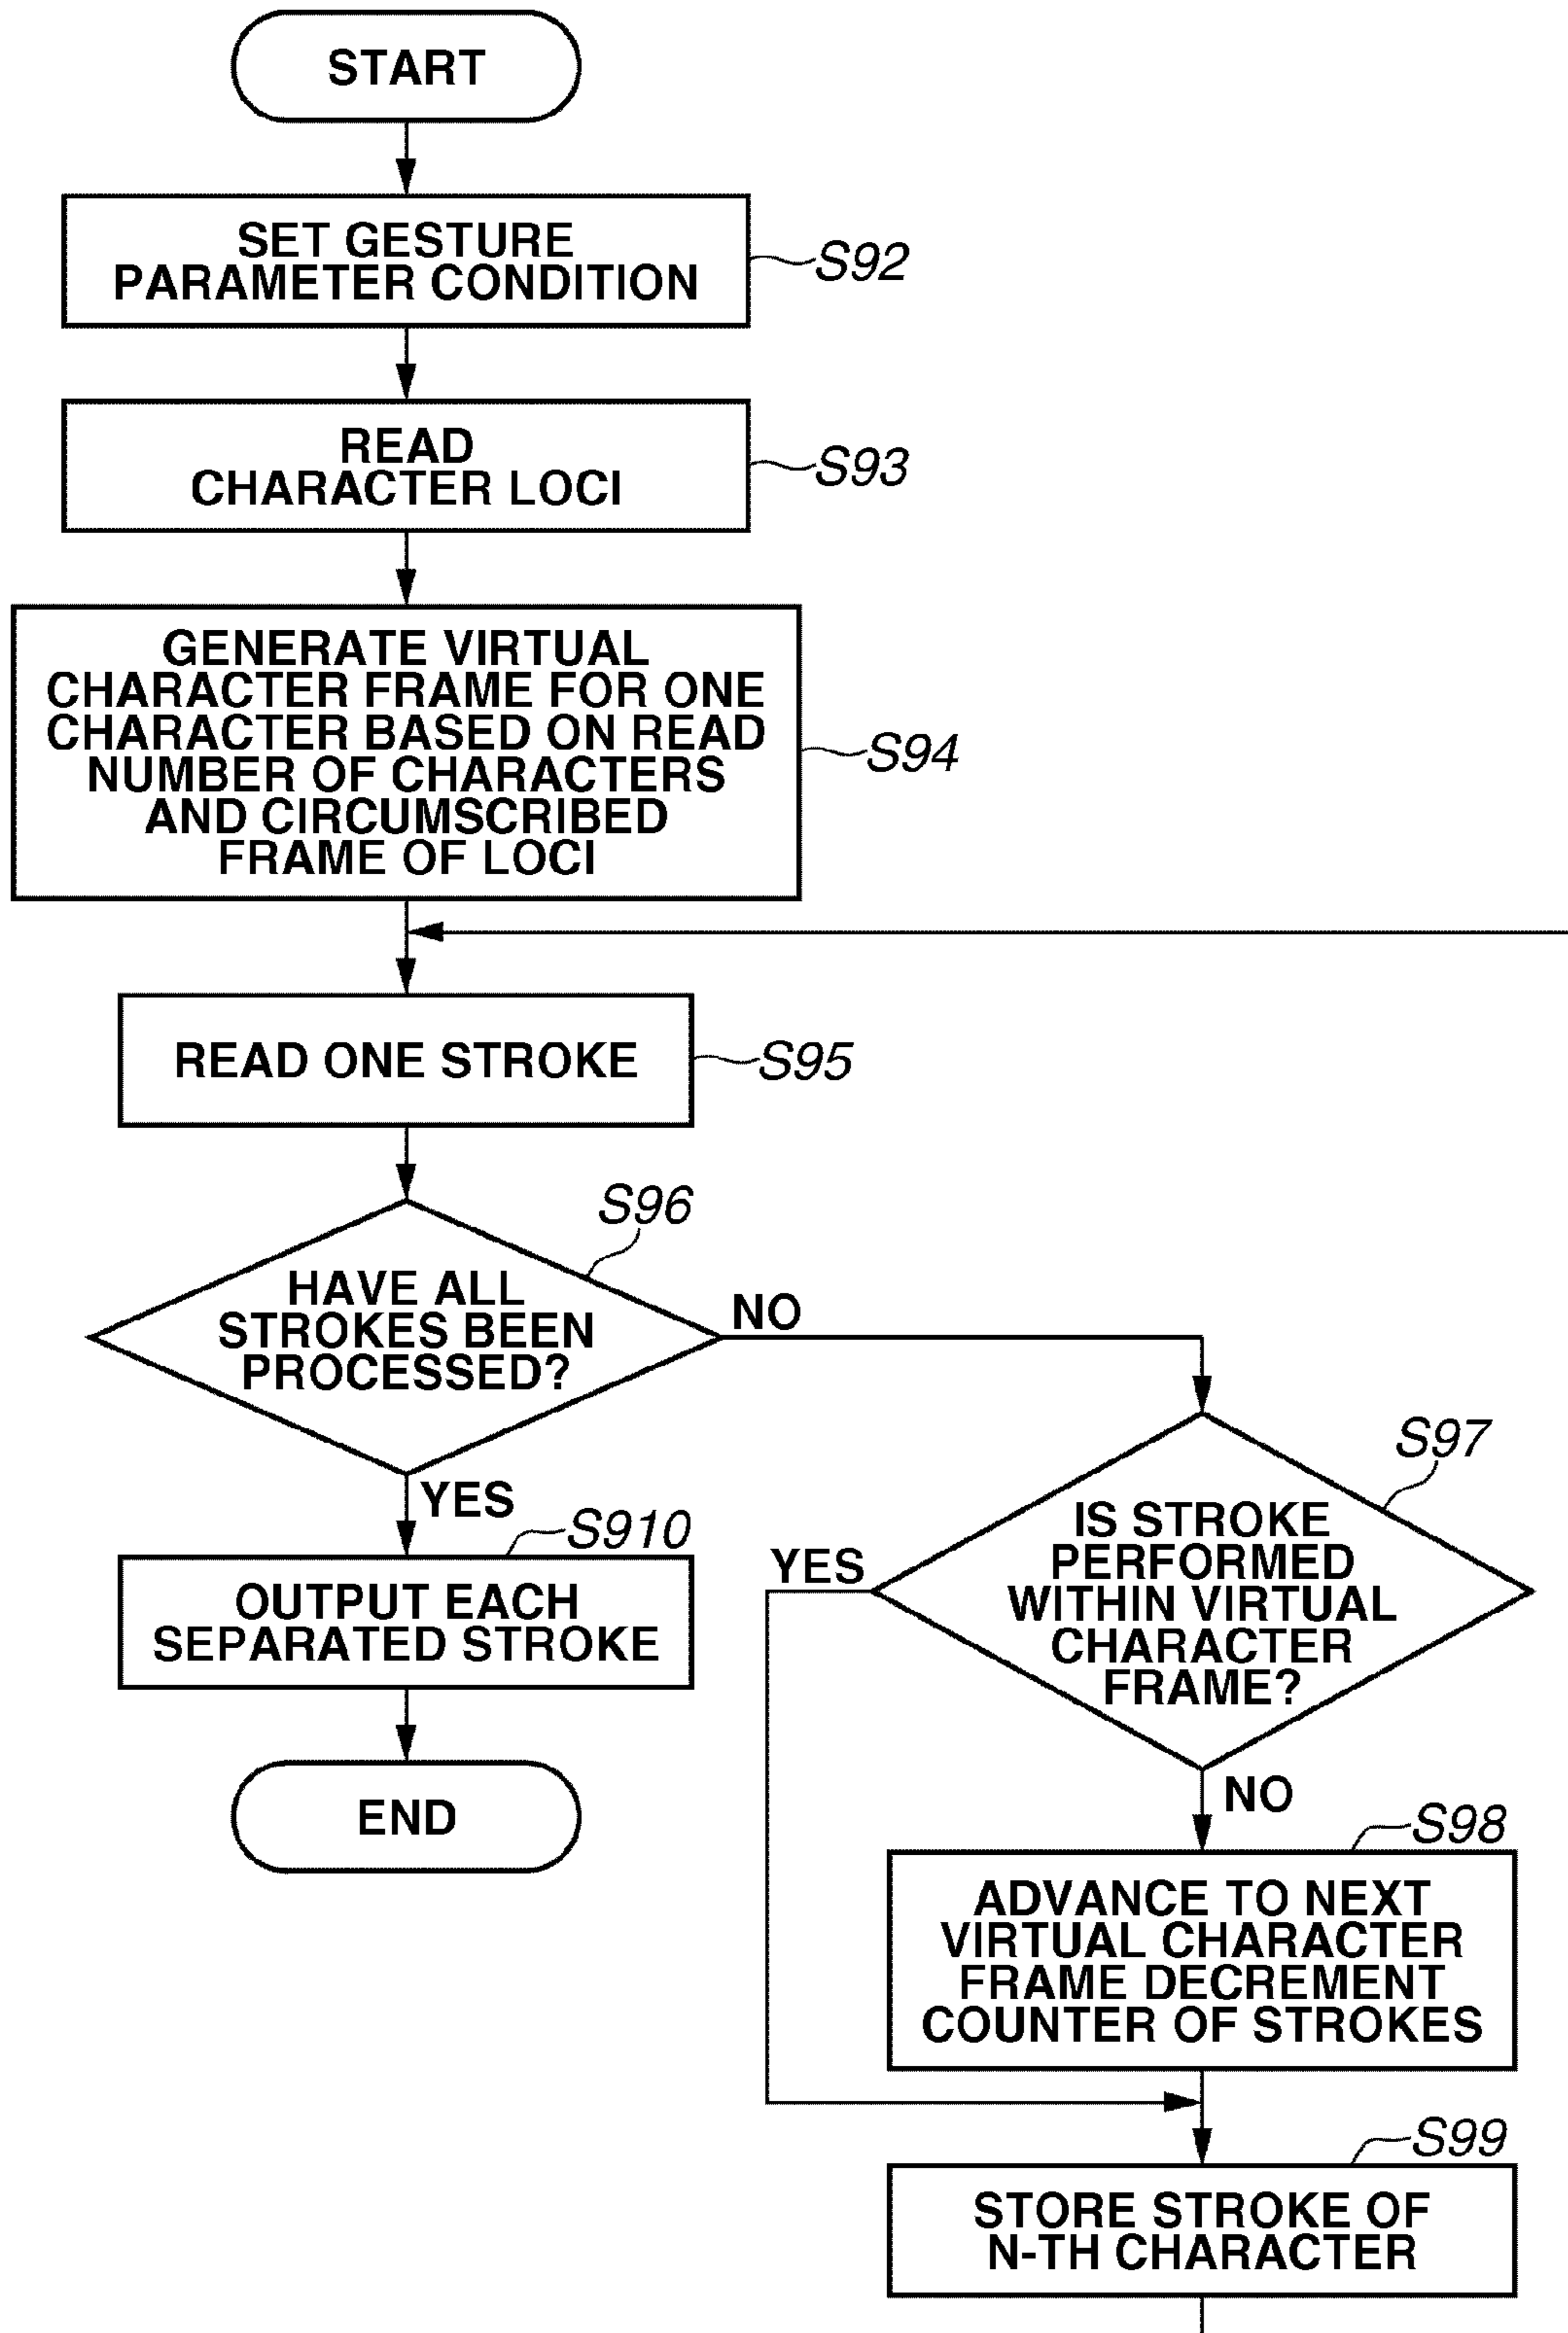 START
SET GESTURE
PARAMETER CONDITION
S92
READ
CHARACTER LOCI
S93
GENERATE VIRTUAL
CHARACTER FRAME FOR ONE
CHARACTER BASED ON READ
NUMBER OF CHARACTERS
AND CIRCUMSCRIBED
FRAME OF LOCI
S94
READ ONE STROKE
S95
S96
HAVE ALL
STROKES BEEN
PROCESSED?
NO
YES
S910
OUTPUT EACH
SEPARATED STROKE
END
S97
IS STROKE
PERFORMED
WITHIN VIRTUAL
CHARACTER
FRAME?
YES
NO
S98
ADVANCE TO NEXT
VIRTUAL CHARACTER
FRAME DECREMENT
COUNTER OF STROKES
S99
STORE STROKE OF
N-TH CHARACTER